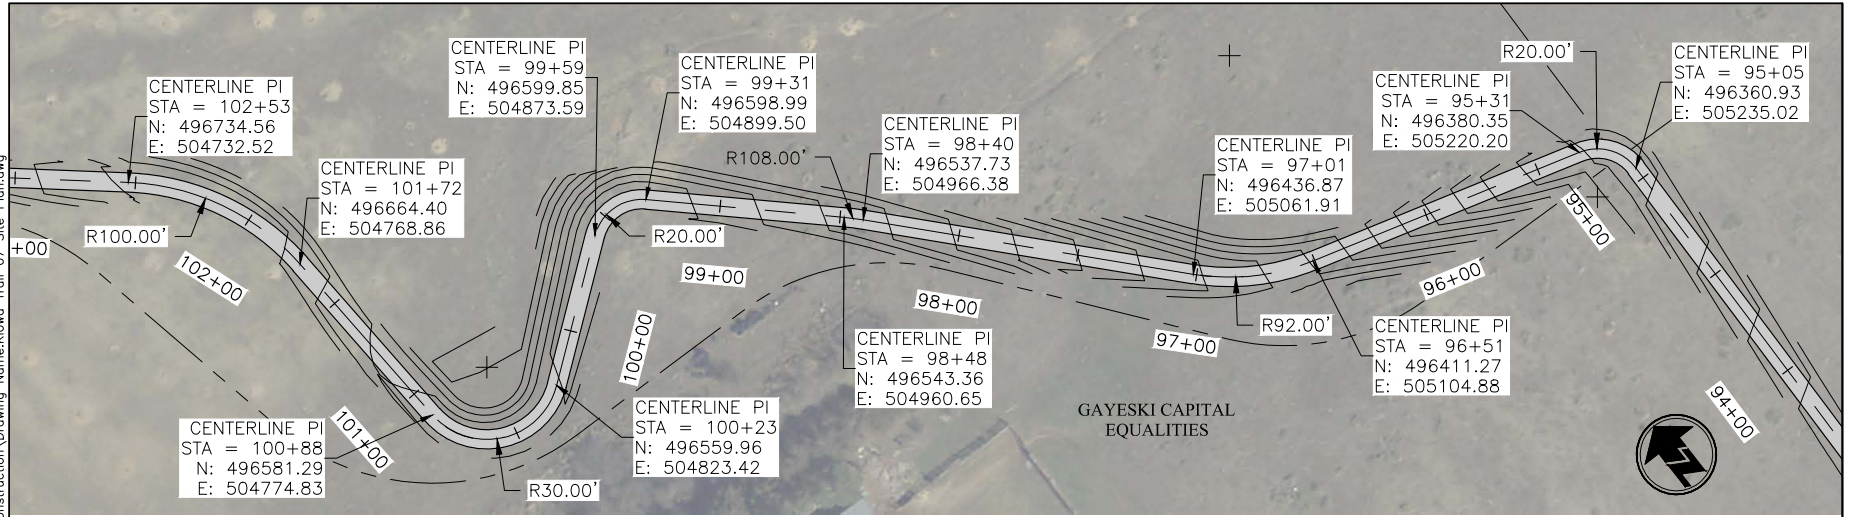 CENTERLINE PI
STA = 102+53
N: 496734.56
E: 504732.52
CENTERLINE PI
STA = 99+59
N: 496599.85
E: 504873.59
CENTERLINE PI
STA = 99+31
N: 496598.99
E: 504899.50
R20.00'
CENTERLINE PI
STA = 95+05
N: 496360.93
E: 505235.02
CENTERLINE PI
STA = 95+31
N: 496380.35
E: 505220.20
CENTERLINE PI
STA = 98+40
N: 496537.73
E: 504966.38
R108.00'
CENTERLINE PI
STA = 97+01
N: 496436.87
E: 505061.91
CENTERLINE PI
STA = 101+72
N: 496664.40
E: 504768.86
R100.00'
R20.00'
+00
102+00
99+00
98+00
100+00
97+00
96+00
95+00
94+00
R92.00'
CENTERLINE PI
STA = 98+48
N: 496543.36
E: 504960.65
CENTERLINE PI
STA = 96+51
N: 496411.27
E: 505104.88
CENTERLINE PI
STA = 100+88
N: 496581.29
E: 504774.83
101+00
CENTERLINE PI
STA = 100+23
N: 496559.96
E: 504823.42
R30.00'
GAYESKI CAPITAL
EQUALITIES
N